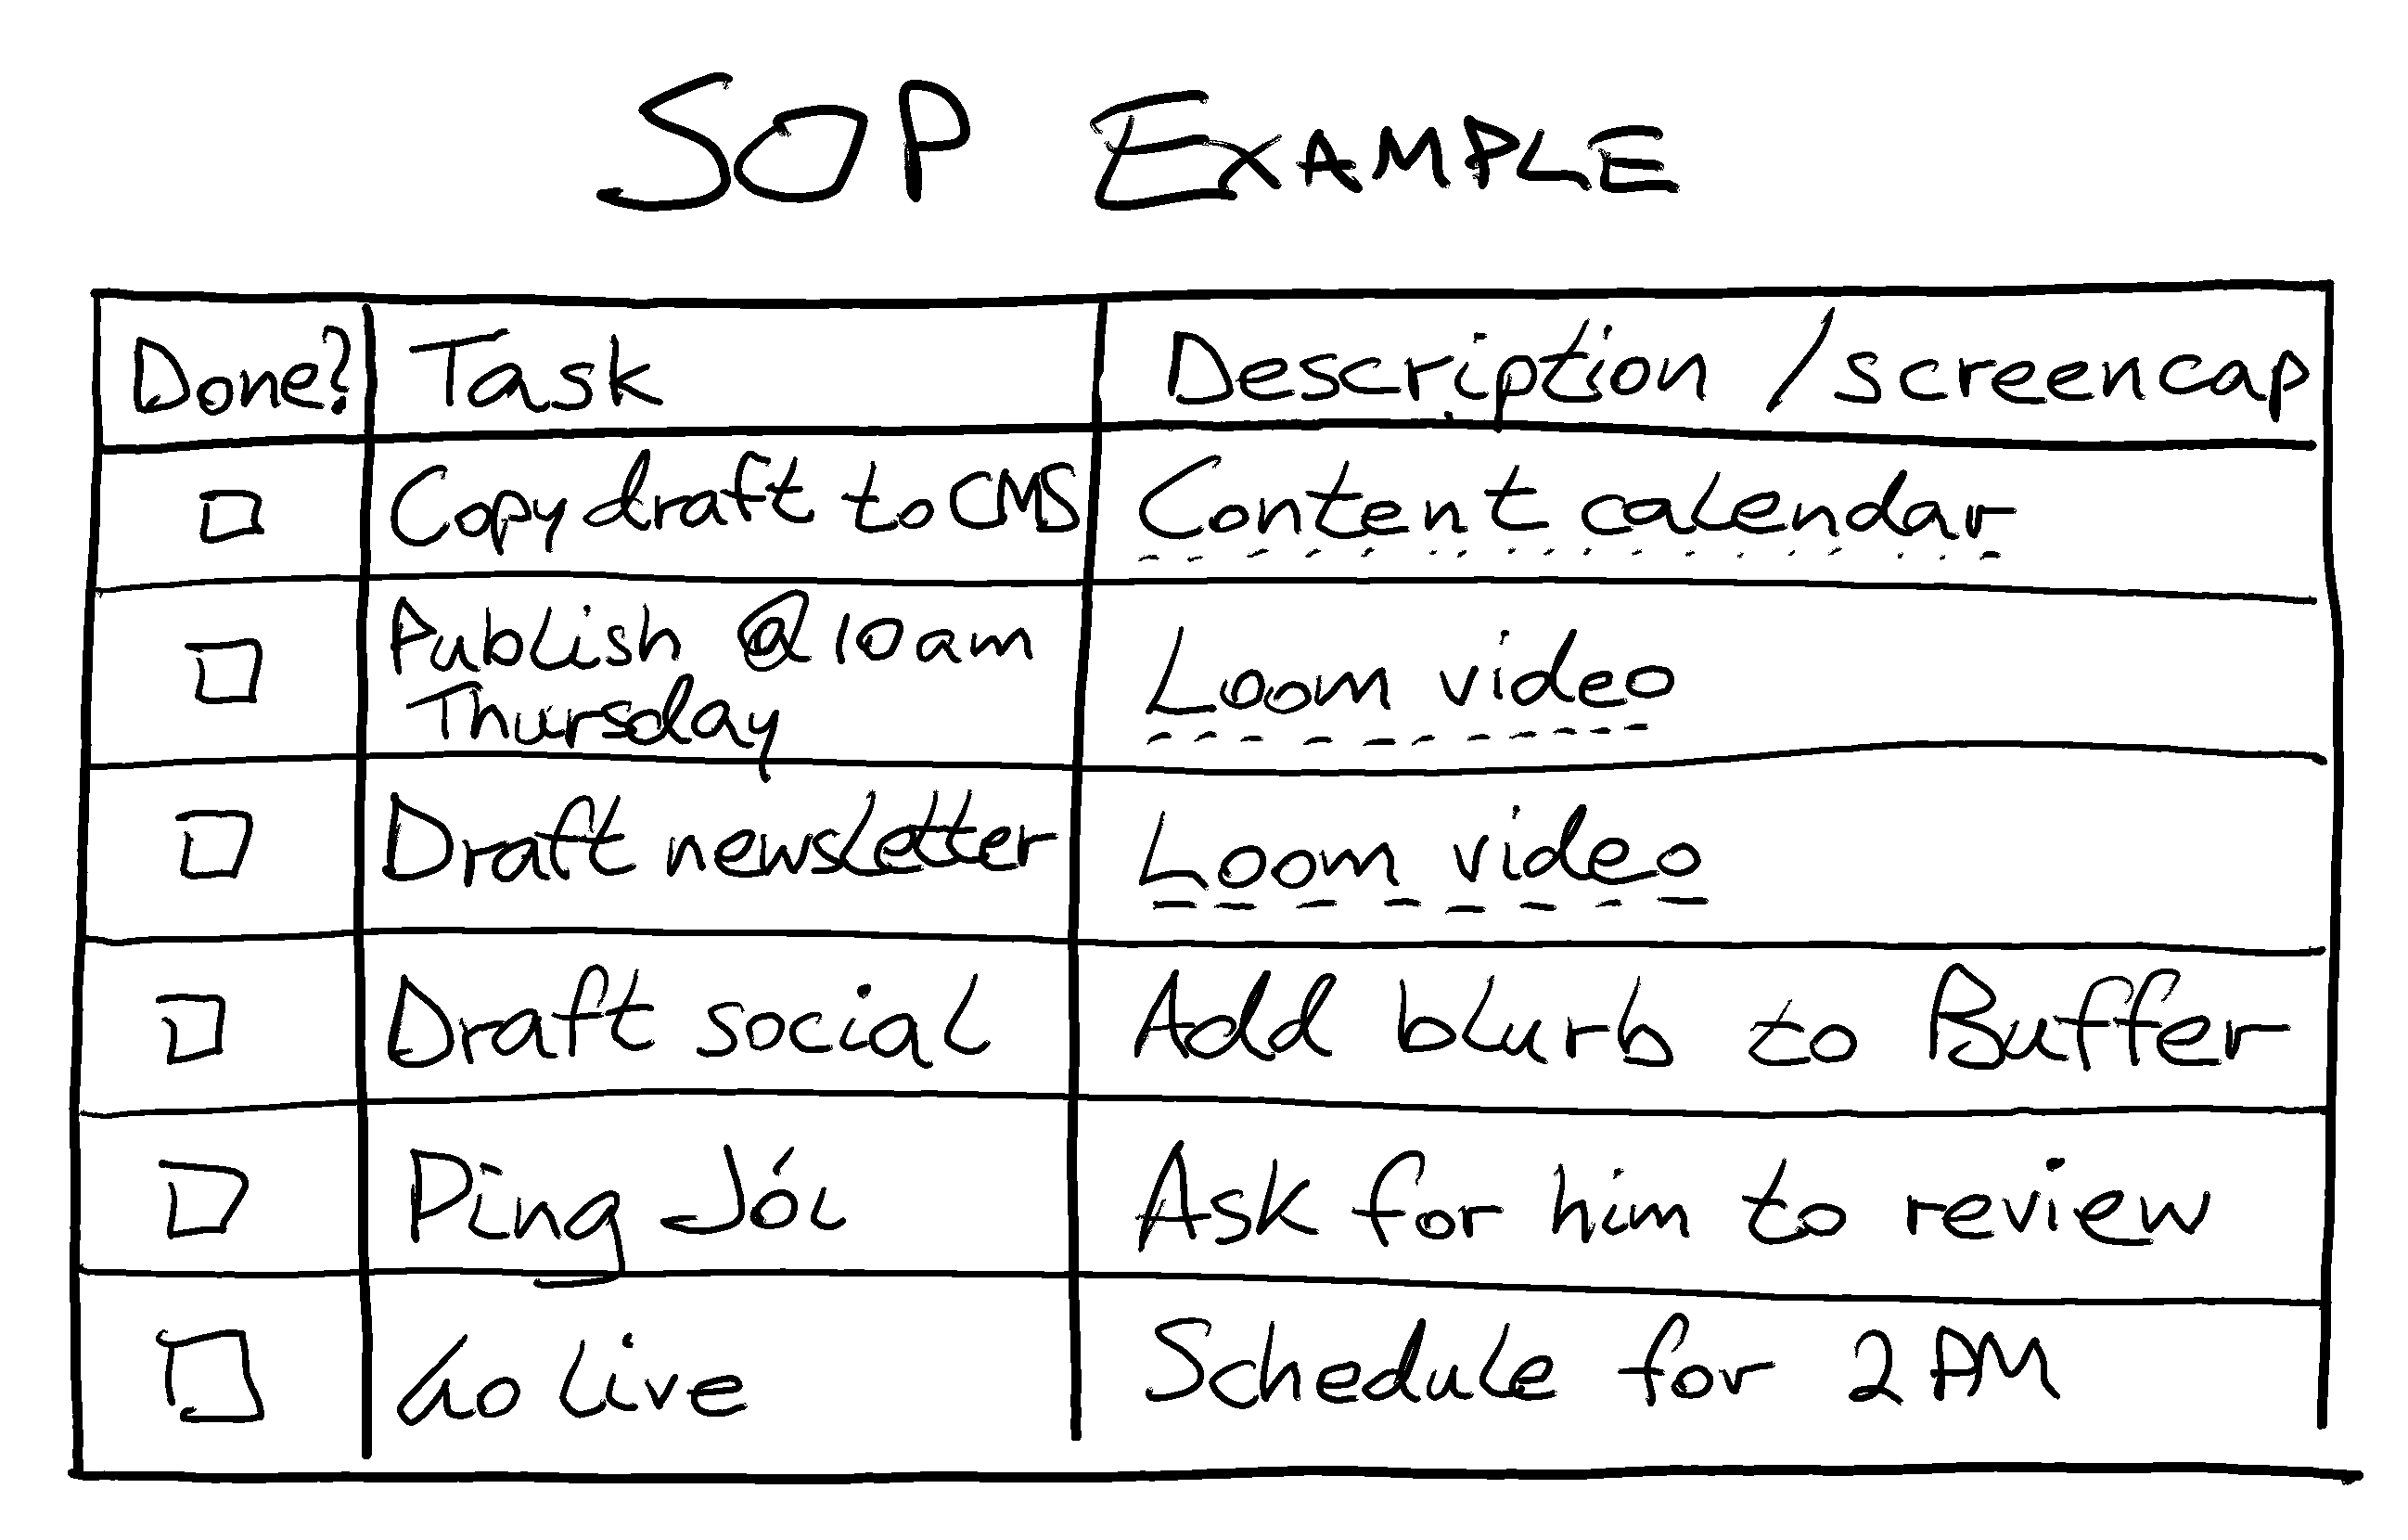 SOP EXAMPLE
Done? Task Description / screencap
Copy draft to CMS Content calendar
Publish @ 10am
Thursday Loom video
Draft newsletter Loom video
Draft social Add blurb to Buffer
Ping Jói Ask for him to review
Go live Schedule for 2 AM